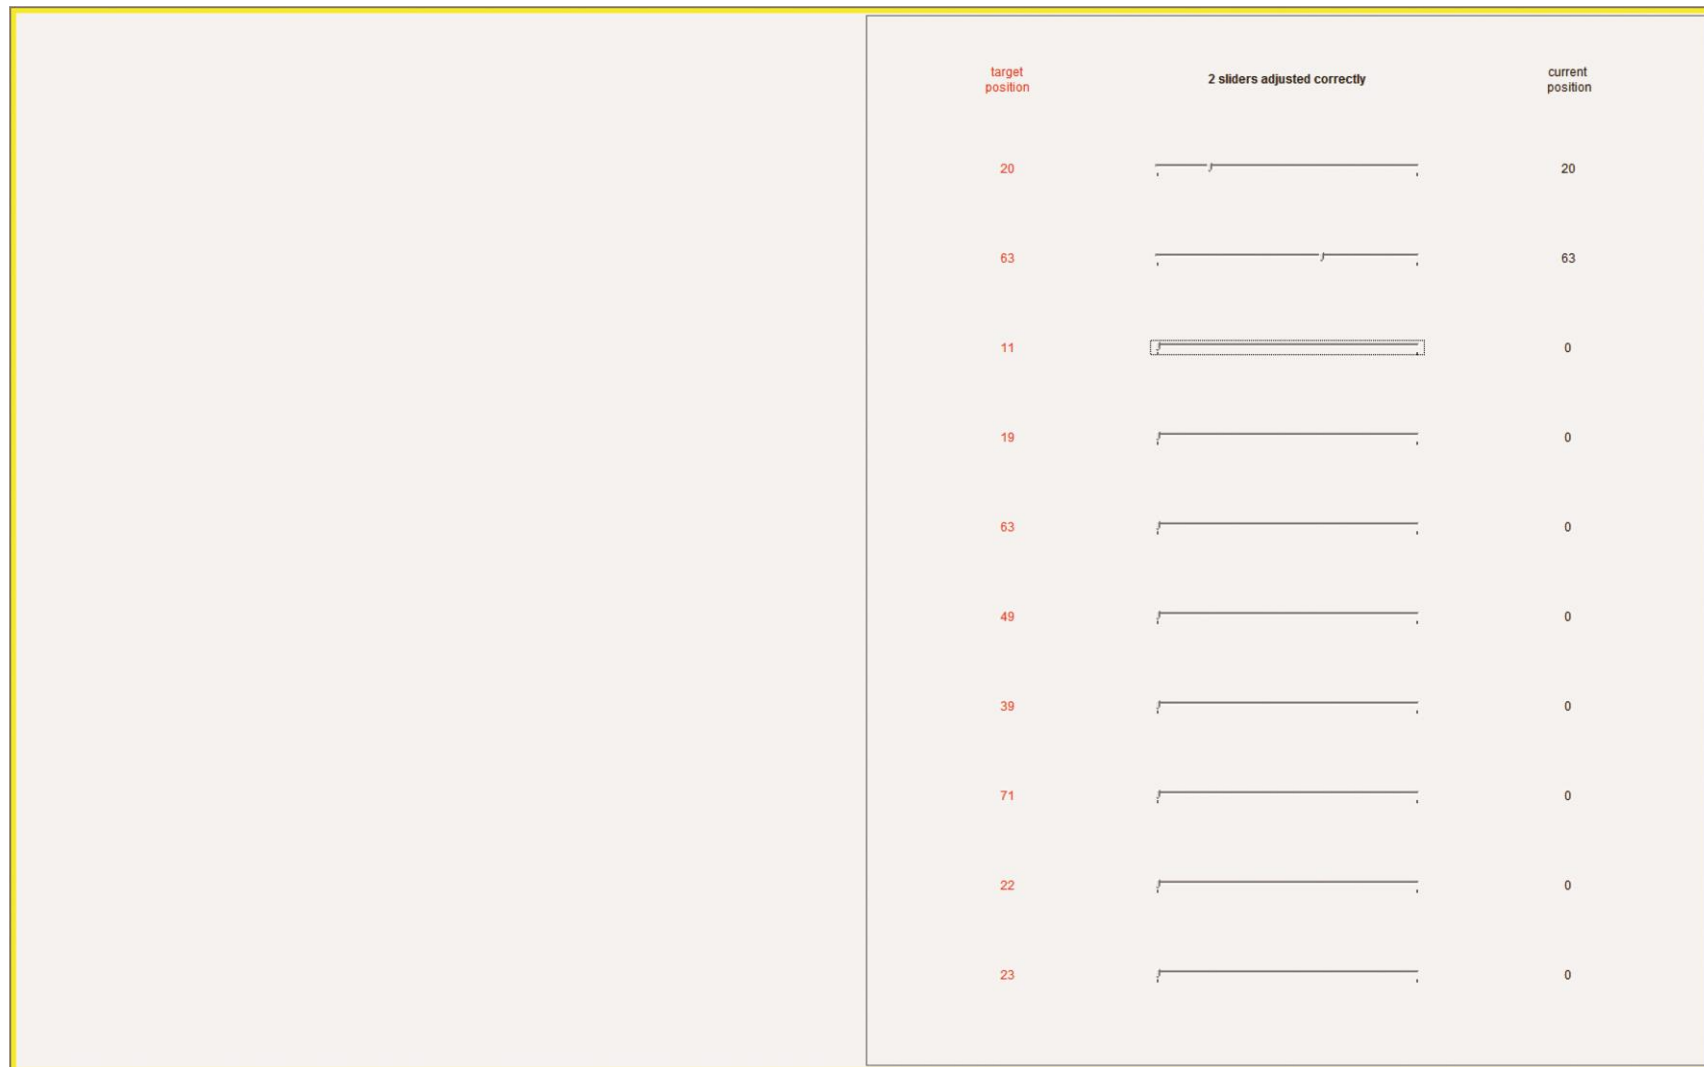 target
position
2 sliders adjusted correctly
current
position
20 20
63 63
11 0
19 0
63 0
49 0
39 0
71 0
22 0
23 0